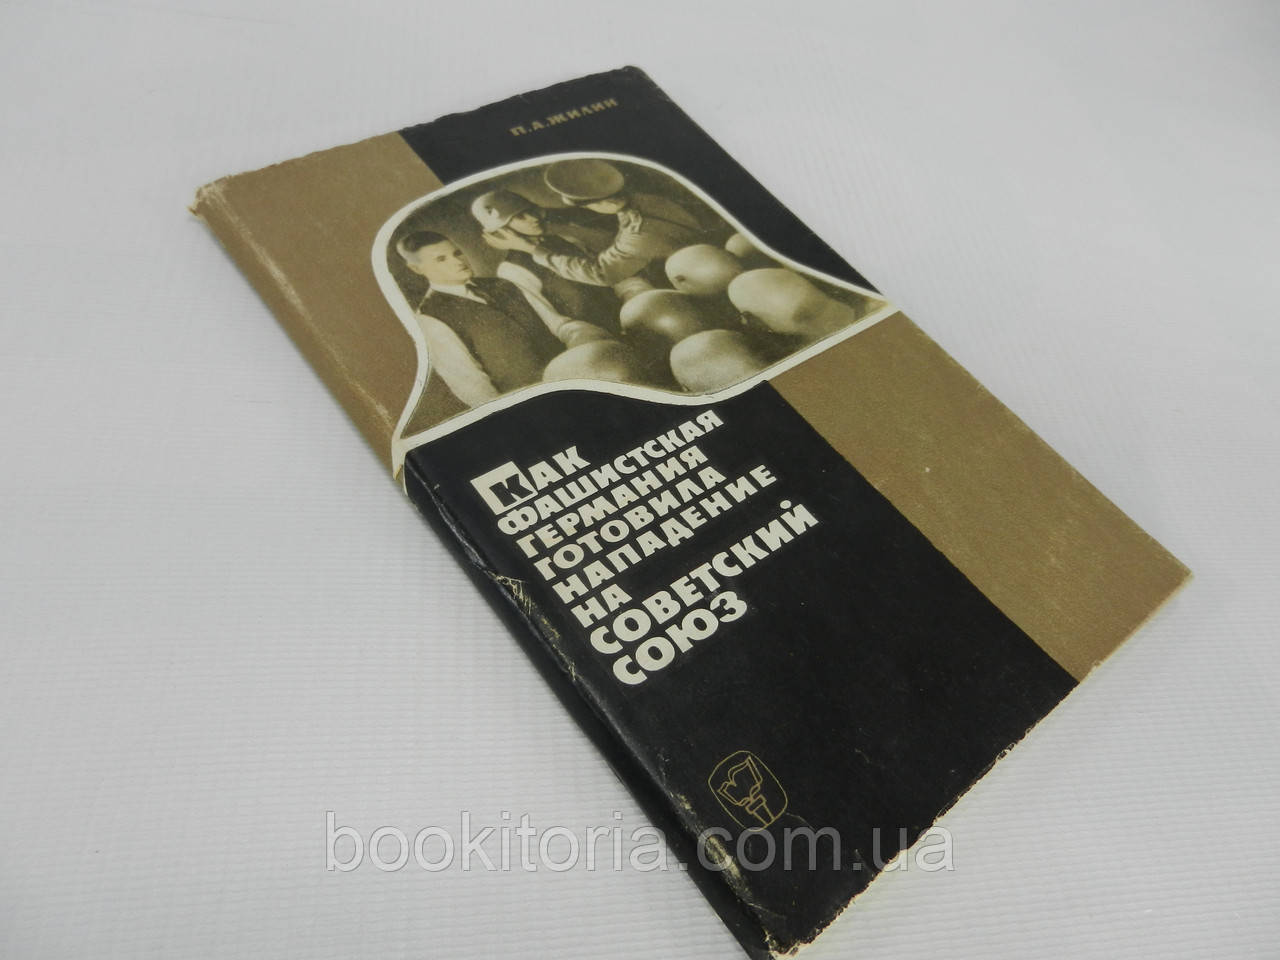 П.А.ЖИЛИН
КАК
ФАШИСТСКАЯ
ГЕРМАНИЯ
ГОТОВИЛА
НАПАДЕНИЕ
НА
СОВЕТСКИЙ
СОЮЗ
bookitoria.com.ua